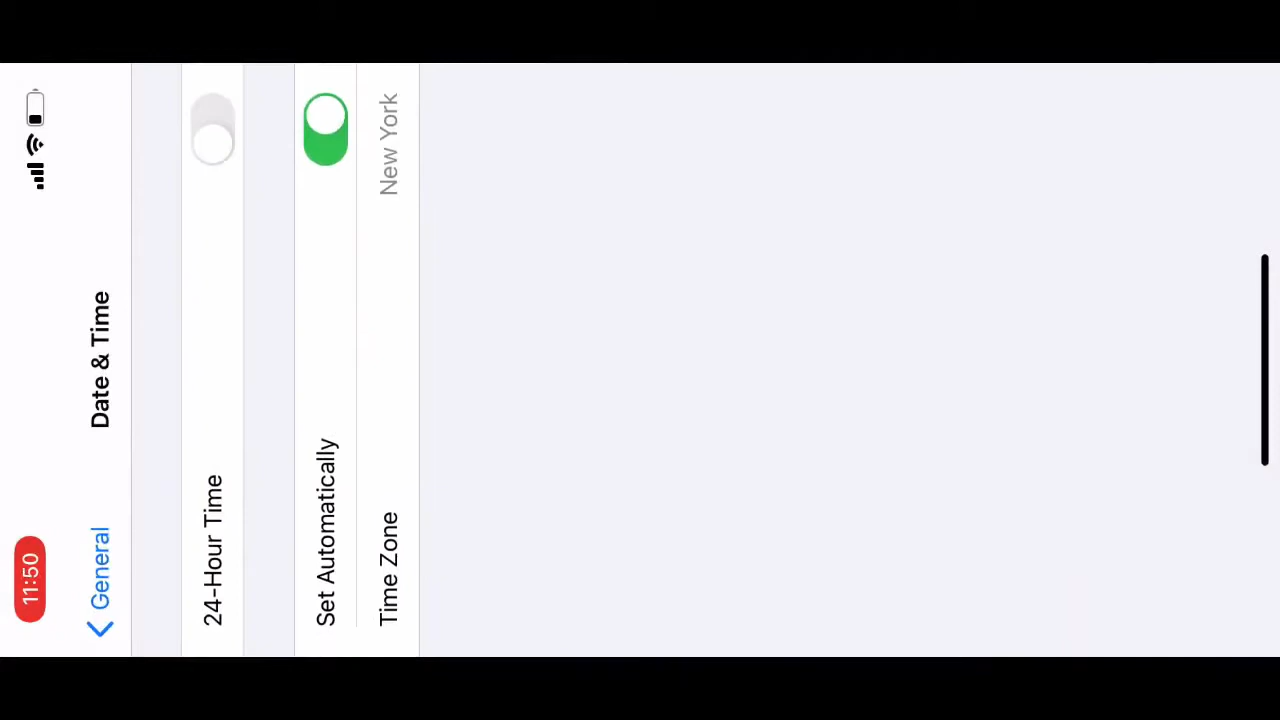 11:50
General
Date & Time
24-Hour Time
Set Automatically
Time Zone
New York